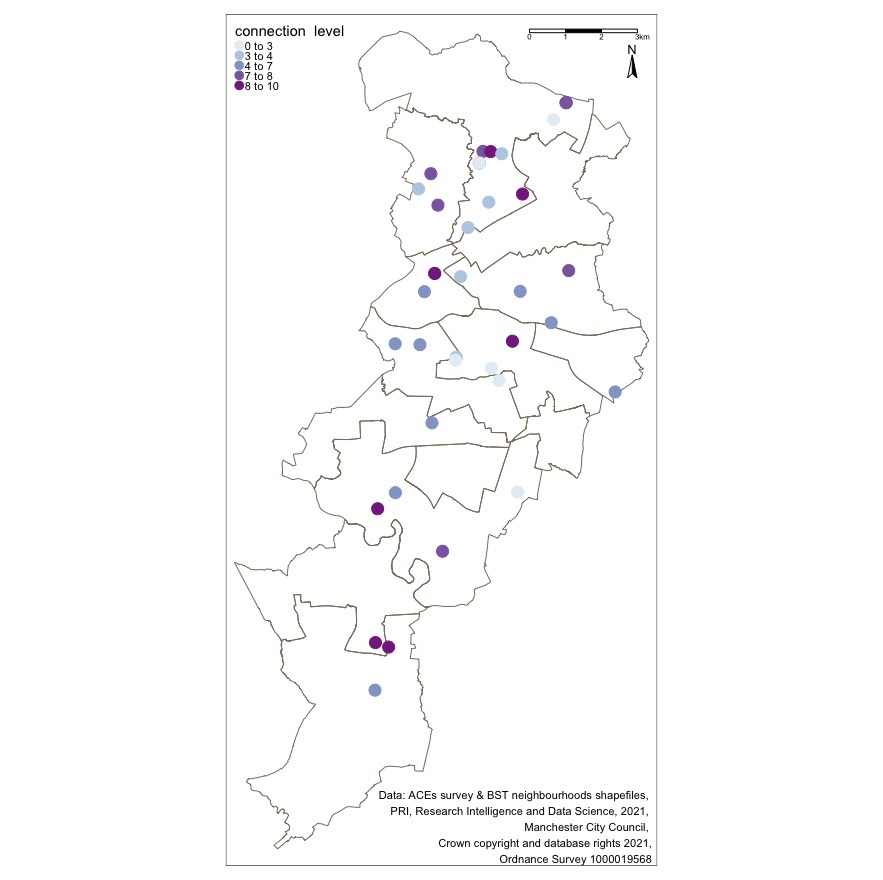 connection level
0 to 3
3 to 4
4 to 7
7 to 8
8 to 10
0 1 2 3km
N
Data: ACEs survey & BST neighbourhoods shapefiles,
PRI, Research Intelligence and Data Science, 2021,
Manchester City Council,
Crown copyright and database rights 2021,
Ordnance Survey 1000019568